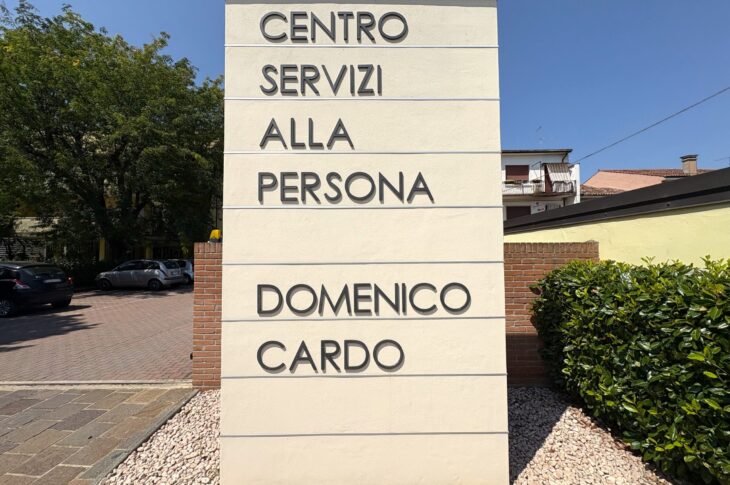 CENTRO
SERVIZI
ALLA
PERSONA
DOMENICO
CARDO